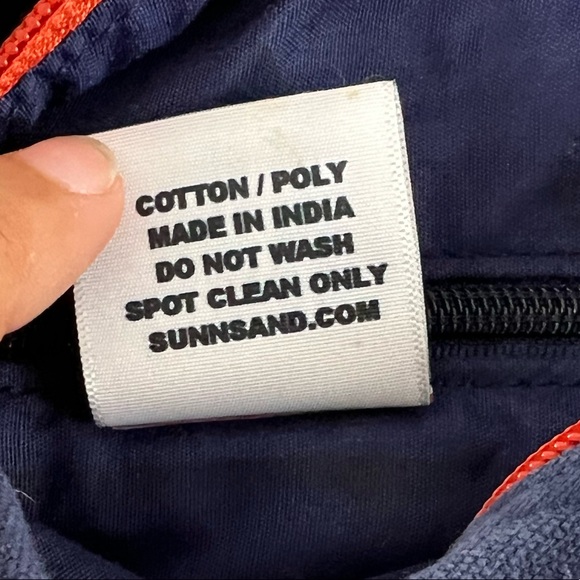 COTTON / POLY
MADE IN INDIA
DO NOT WASH
SPOT CLEAN ONLY
SUNNSAND.COM